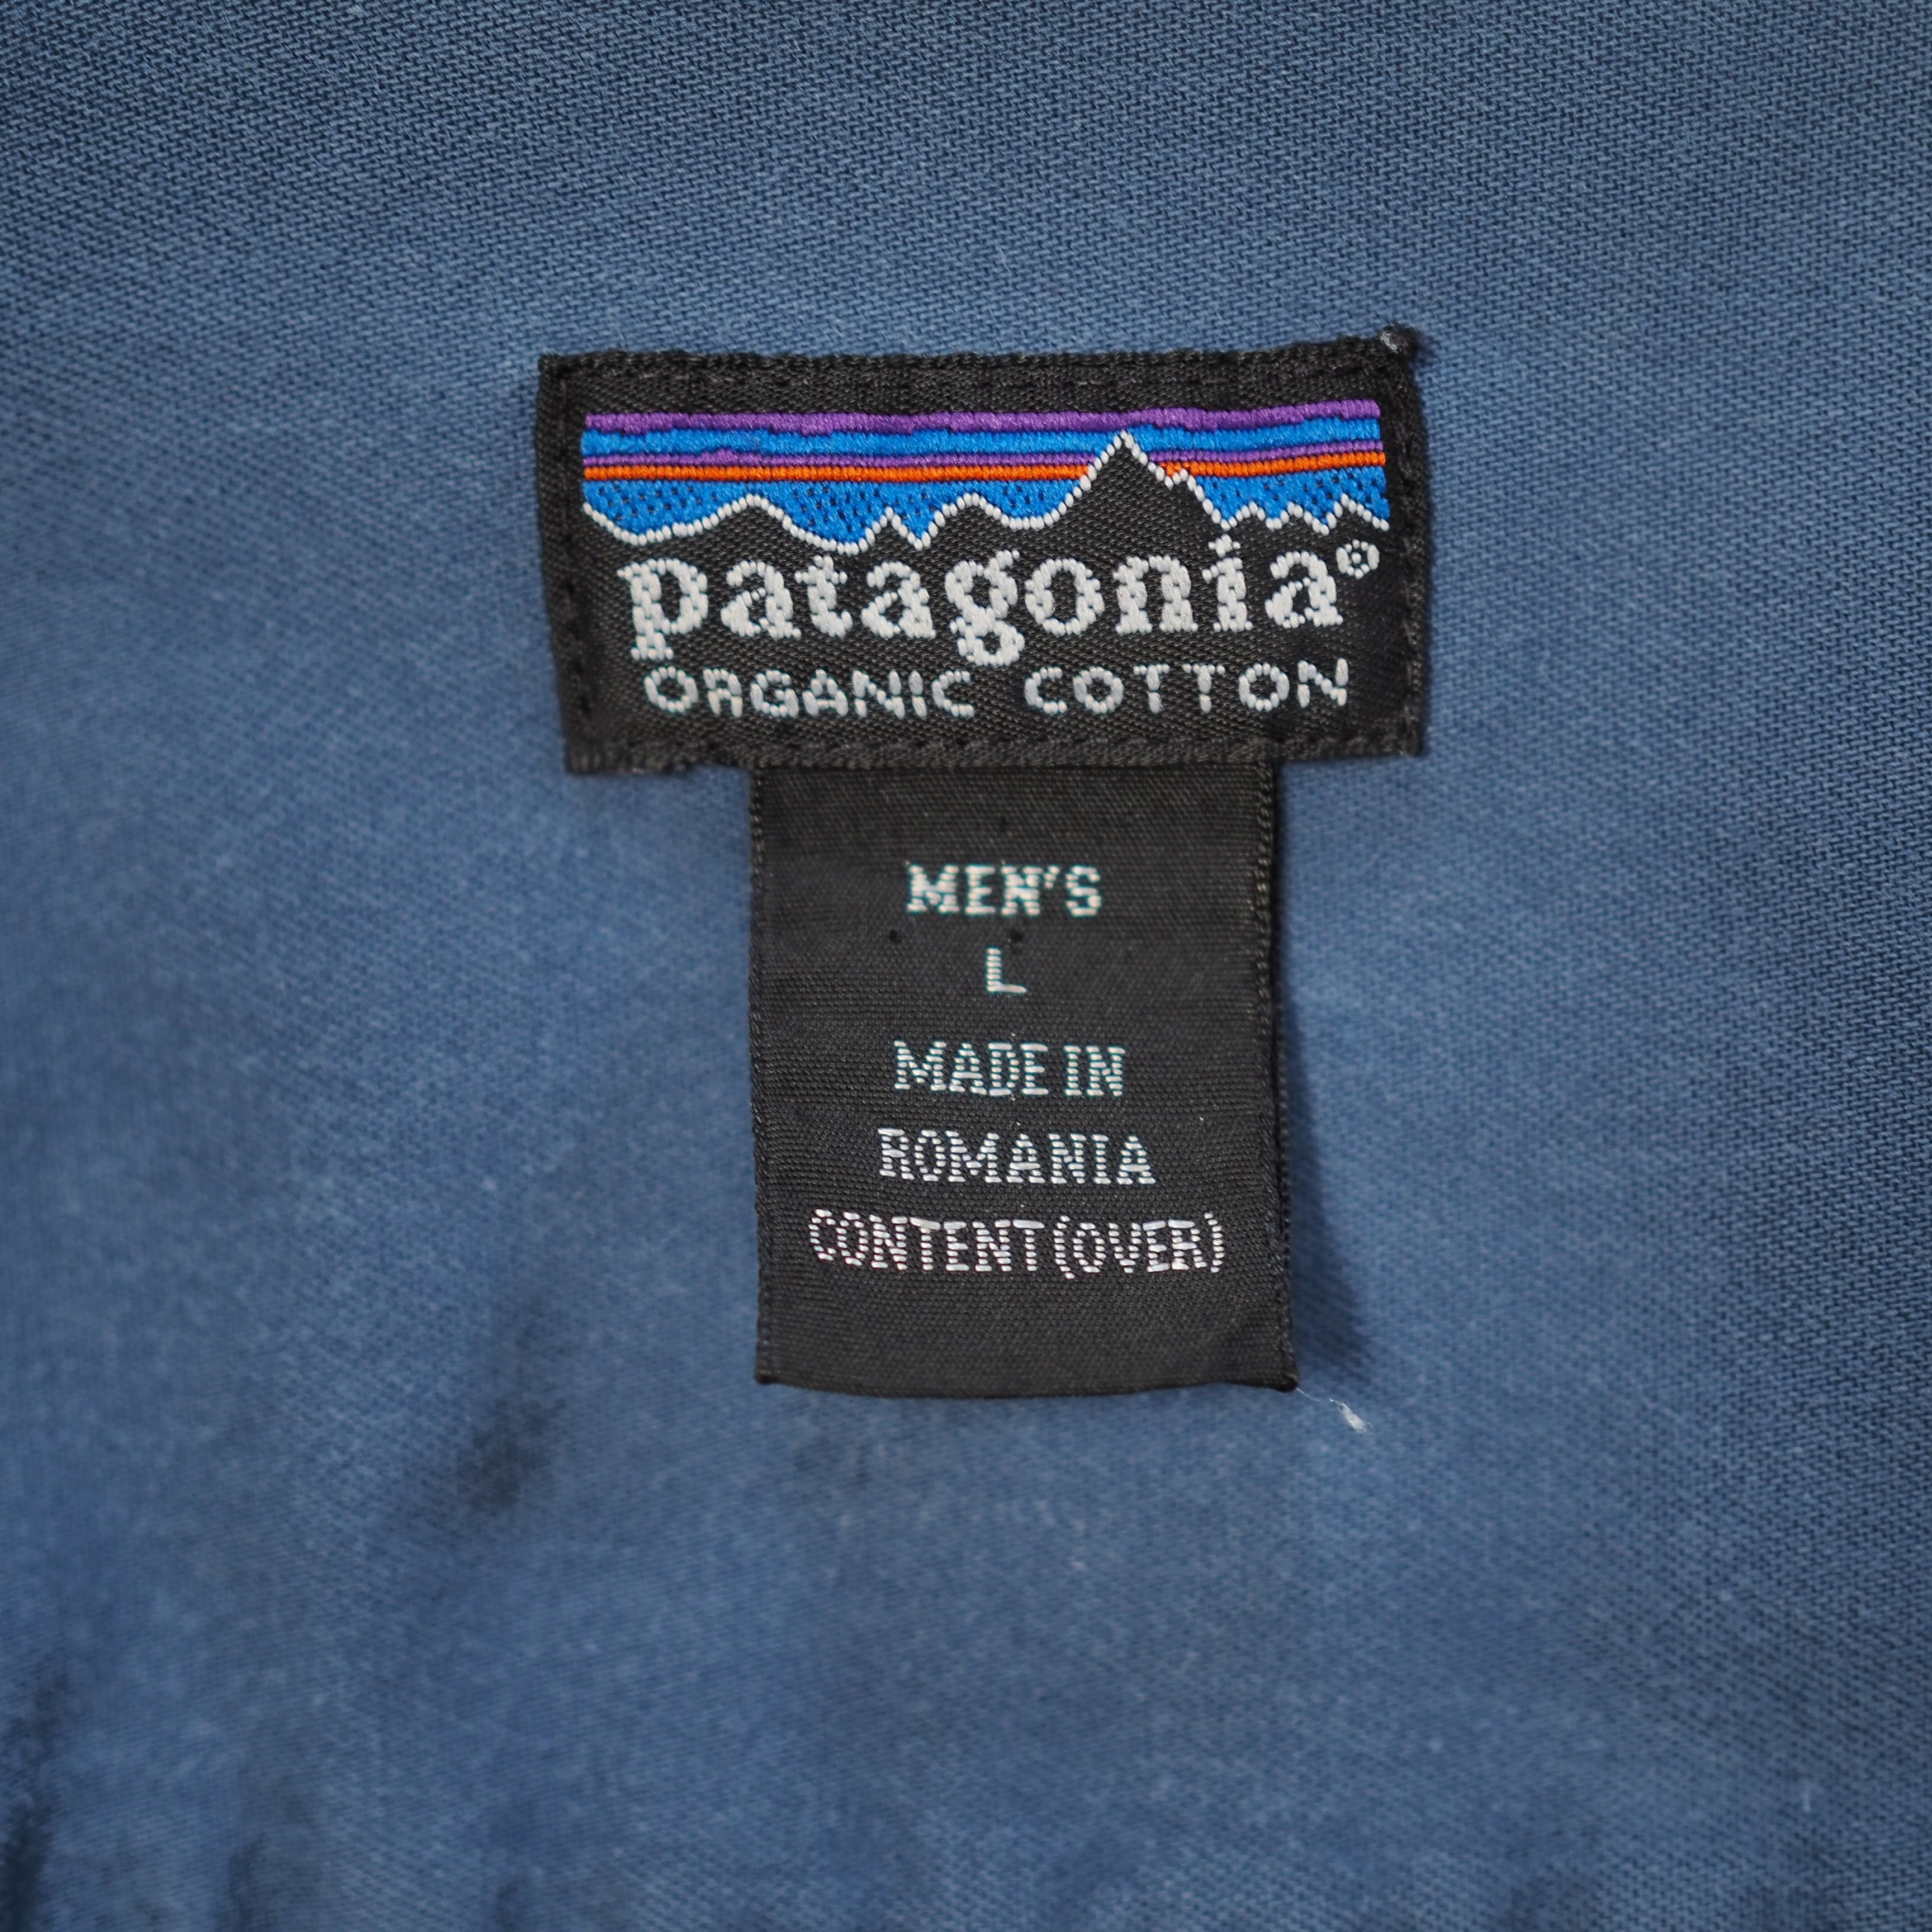 patagonia®
ORGANIC COTTON
MEN'S
L
MADE IN
ROMANIA
CONTENT(OVER)